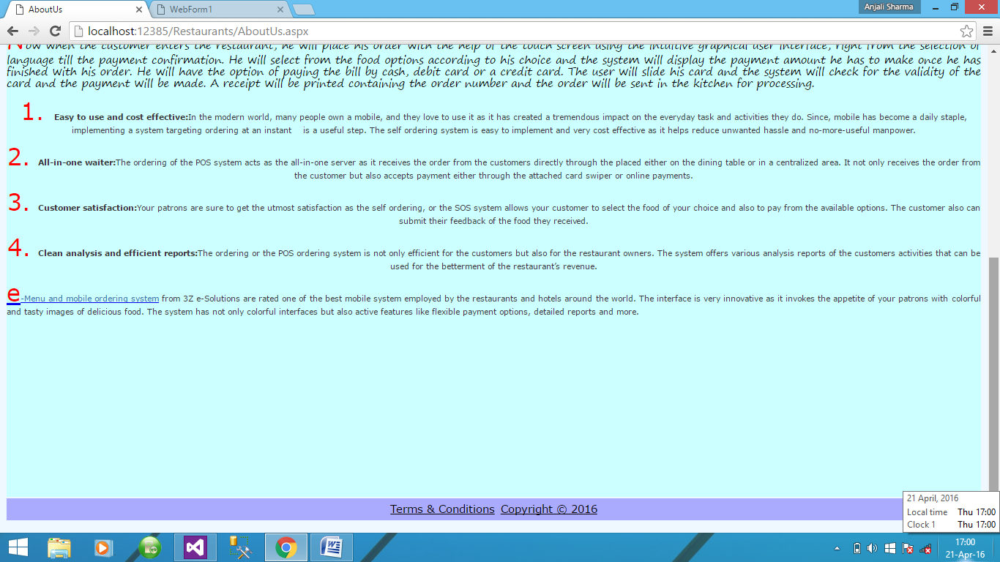 AboutUs
WebForm1
Anjali Sharma
localhost:12385/Restaurants/AboutUs.aspx
Now when the customer enters the restaurant, he will place his order with the help of the touch screen using the intuitive graphical user interface, right from the selection of
language till the payment confirmation. He will select from the food options according to his choice and the system will display the payment amount he has to make once he has
finished with his order. He will have the option of paying the bill by cash, debit card or a credit card. The user will slide his card and the system will check for the validity of the
card and the payment will be made. A receipt will be printed containing the order number and the order will be sent in the kitchen for processing.
1. Easy to use and cost effective:In the modern world, many people own a mobile, and they love to use it as it has created a tremendous impact on the everyday task and activities they do. Since, mobile has become a daily staple,
implementing a system targeting ordering at an instant is a useful step. The self ordering system is easy to implement and very cost effective as it helps reduce unwanted hassle and no-more-useful manpower.
2. All-in-one waiter:The ordering of the POS system acts as the all-in-one server as it receives the order from the customers directly through the placed either on the dining table or in a centralized area. It not only receives the order from
the customer but also accepts payment either through the attached card swiper or online payments.
3. Customer satisfaction:Your patrons are sure to get the utmost satisfaction as the self ordering, or the SOS system allows your customer to select the food of your choice and also to pay from the available options. The customer also can
submit their feedback of the food they received.
4. Clean analysis and efficient reports:The ordering or the POS ordering system is not only efficient for the customers but also for the restaurant owners. The system offers various analysis reports of the customers activities that can be
used for the betterment of the restaurant's revenue.
e-Menu and mobile ordering system from 3Z e-Solutions are rated one of the best mobile system employed by the restaurants and hotels around the world. The interface is very innovative as it invokes the appetite of your patrons with colorful
and tasty images of delicious food. The system has not only colorful interfaces but also active features like flexible payment options, detailed reports and more.
Terms & Conditions Copyright © 2016
21 April, 2016
Local time Thu 17:00
Clock 1 Thu 17:00
17:00
21-Apr-16